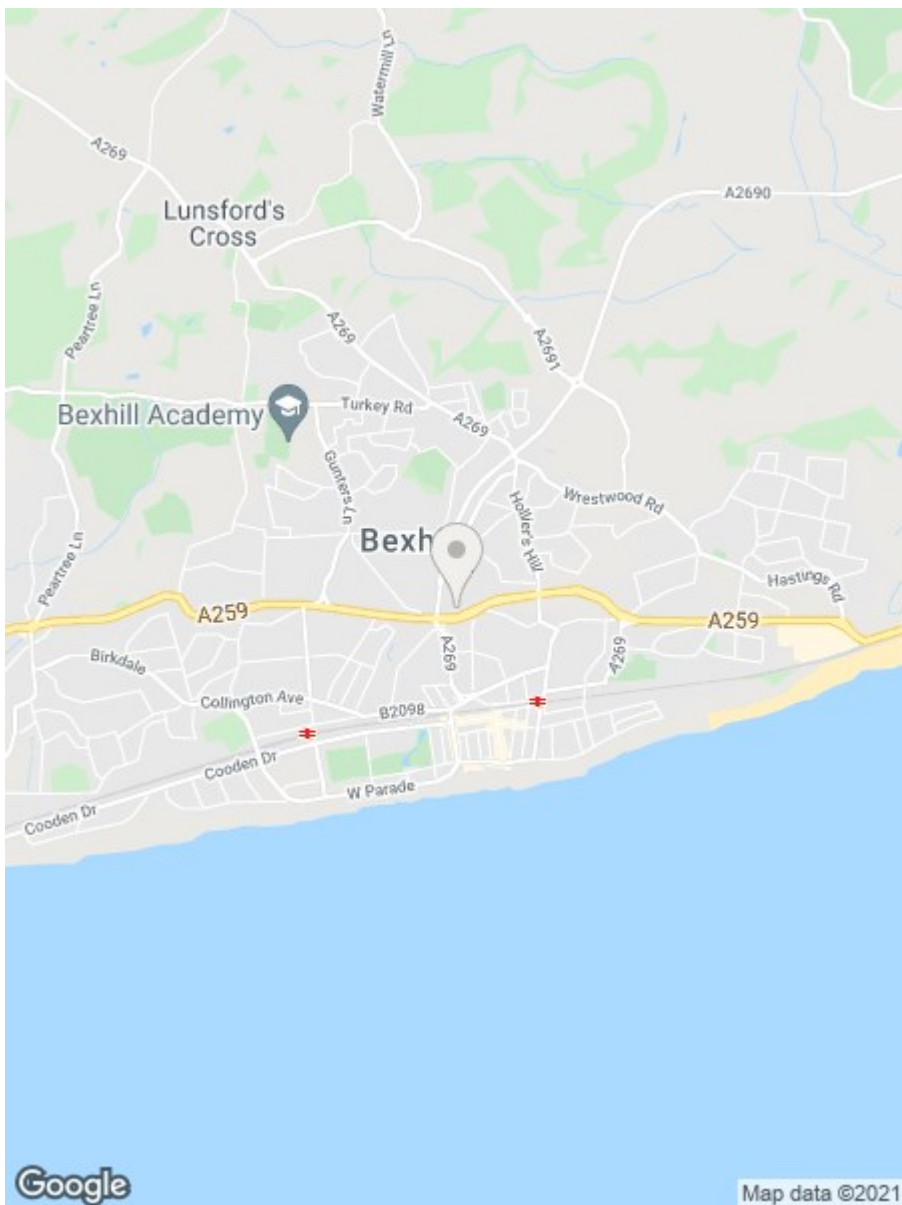 Watermill Ln
A269
A2690
Lunsford's
Cross
Peartree Ln
A269
A2691
Bexhill Academy
Turkey Rd
A269
Gunters Ln
Holliers Hill
Wrestwood Rd
Bexh
Peartree Ln
Hastings Rd
A259
A259
Birkdale
A269
A269
Collington Ave
B2098
Cooden Dr
W Parade
Cooden Dr
Google
Map data ©2021